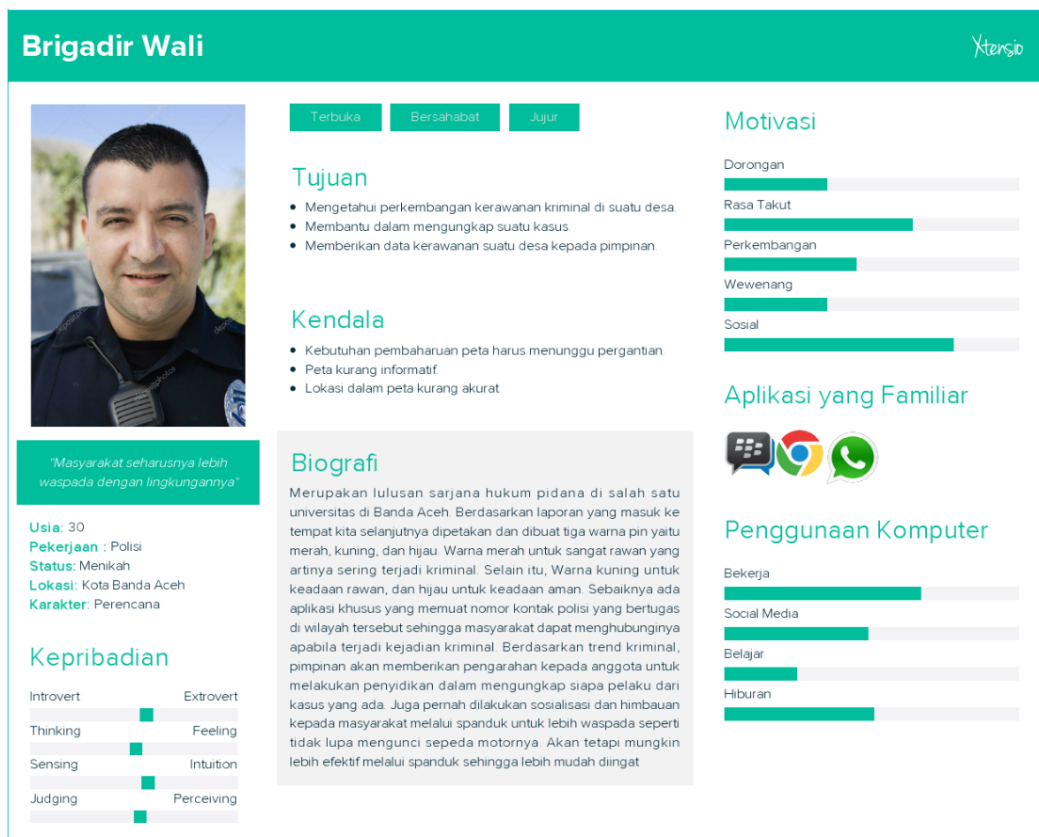 Brigadir Wali
Xtensio
"Masyarakat seharusnya lebih
waspada dengan lingkungannya"
Usia: 30
Pekerjaan : Polisi
Status: Menikah
Lokasi: Kota Banda Aceh
Karakter: Perencana
Kepribadian
Introvert Extrovert
Thinking Feeling
Sensing Intuition
Judging Perceiving
Terbuka Bersahabat Jujur
Tujuan
• Mengetahui perkembangan kerawanan kriminal di suatu desa.
• Membantu dalam mengungkap suatu kasus.
• Memberikan data kerawanan suatu desa kepada pimpinan.
Kendala
• Kebutuhan pembaharuan peta harus menunggu pergantian.
• Peta kurang informatif.
• Lokasi dalam peta kurang akurat.
Biografi
Merupakan lulusan sarjana hukum pidana di salah satu
universitas di Banda Aceh. Berdasarkan laporan yang masuk ke
tempat kita selanjutnya dipetakan dan dibuat tiga warna pin yaitu
merah, kuning, dan hijau. Warna merah untuk sangat rawan yang
artinya sering terjadi kriminal. Selain itu, Warna kuning untuk
keadaan rawan, dan hijau untuk keadaan aman. Sebaiknya ada
aplikasi khusus yang memuat nomor kontak polisi yang bertugas
di wilayah tersebut sehingga masyarakat dapat menghubunginya
apabila terjadi kejadian kriminal. Berdasarkan trend kriminal,
pimpinan akan memberikan pengarahan kepada anggota untuk
melakukan penyidikan dalam mengungkap siapa pelaku dari
kasus yang ada. Juga pernah dilakukan sosialisasi dan himbauan
kepada masyarakat melalui spanduk untuk lebih waspada seperti
tidak lupa mengunci sepeda motornya. Akan tetapi mungkin
lebih efektif melalui spanduk sehingga lebih mudah diingat
Motivasi
Dorongan
Rasa Takut
Perkembangan
Wewenang
Sosial
Aplikasi yang Familiar
Penggunaan Komputer
Bekerja
Social Media
Belajar
Hiburan